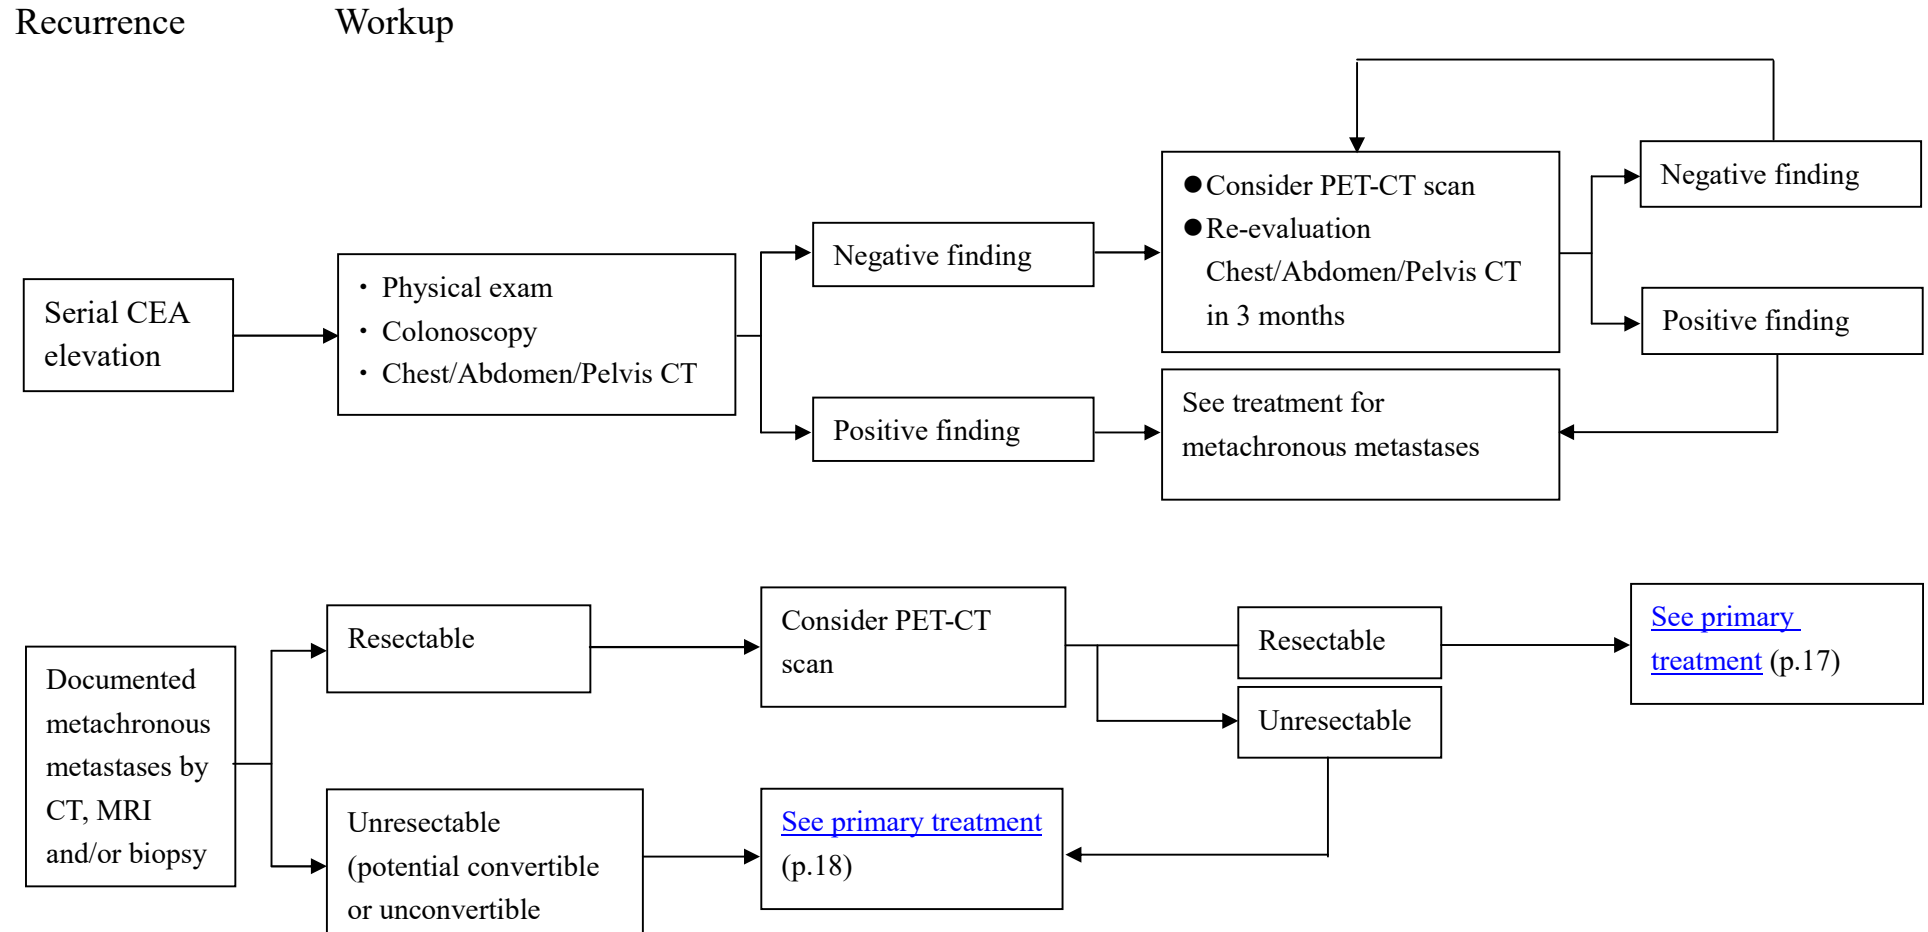 Recurrence
Workup
Serial CEA
elevation
・ Physical exam
・ Colonoscopy
・ Chest/Abdomen/Pelvis CT
Negative finding
Positive finding
●Consider PET-CT scan
●Re-evaluation
Chest/Abdomen/Pelvis CT
in 3 months
See treatment for
metachronous metastases
Negative finding
Positive finding
Documented
metachronous
metastases by
CT, MRI
and/or biopsy
Resectable
Unresectable
(potential convertible
or unconvertible
Consider PET-CT
scan
See primary treatment
(p.18)
Resectable
Unresectable
See primary
treatment (p.17)